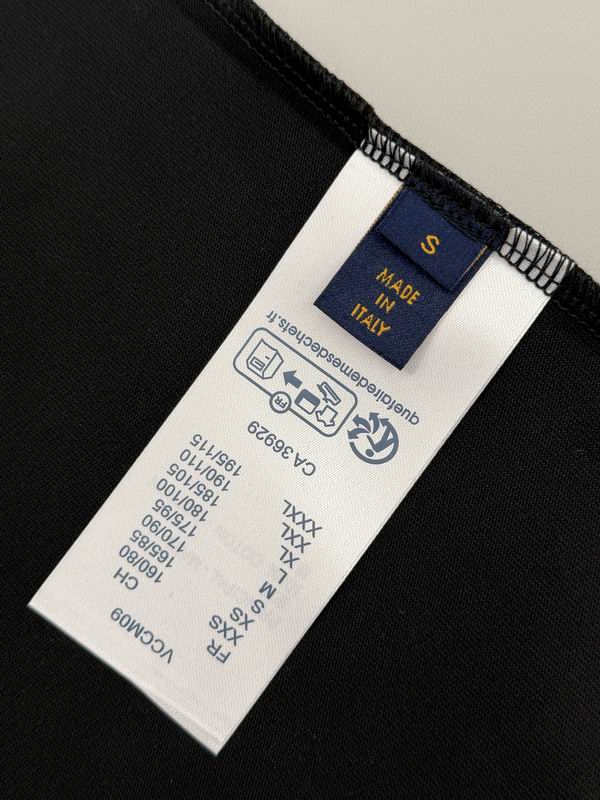 S
MADE
IN
ITALY
VCCM09
FR CH
XXS 160/80
XS 165/85
S 170/90
M 175/95
L 180/100
XL 185/105
XXL 190/110
XXXL 195/115
CA 36929
FR
quefairedemesdechets.fr